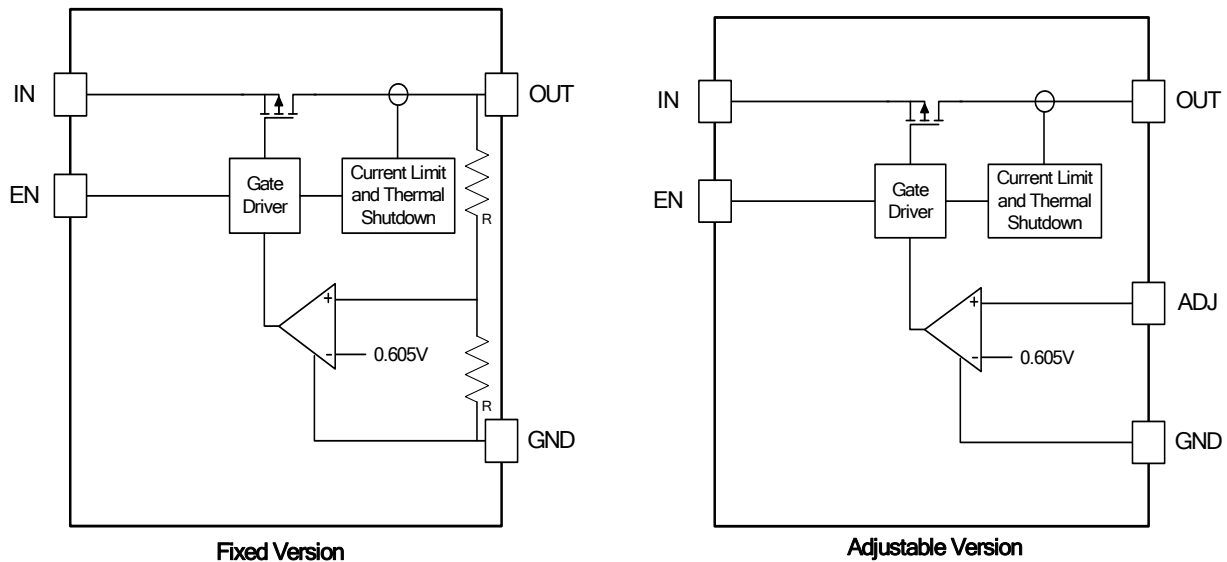 IN
OUT
EN
Gate
Driver
Current Limit
and Thermal
Shutdown
R
+
-
0.605V
R
GND
Fixed Version
IN
OUT
EN
Gate
Driver
Current Limit
and Thermal
Shutdown
+
ADJ
-
0.605V
GND
Adjustable Version